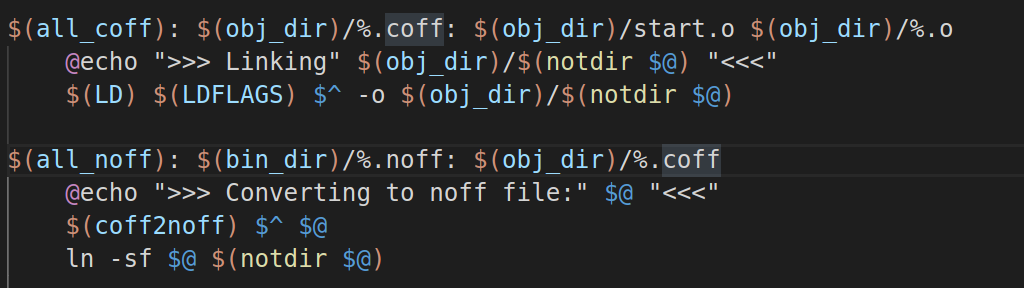 $(all_coff): $(obj_dir)/%.coff: $(obj_dir)/start.o $(obj_dir)/%.o
@echo ">>> Linking" $(obj_dir)/$(notdir $@) "<<<"
$(LD) $(LDFLAGS) $^ -o $(obj_dir)/$(notdir $@)
$(all_noff): $(bin_dir)/%.noff: $(obj_dir)/%.coff
@echo ">>> Converting to noff file:" $@ "<<<"
$(coff2noff) $^ $@
ln -sf $@ $(notdir $@)